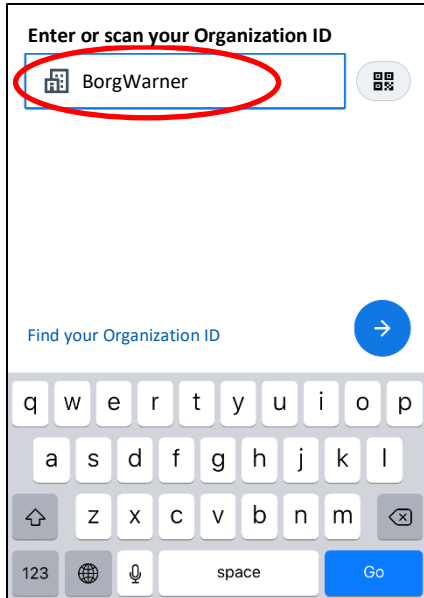 Enter or scan your Organization ID
BorgWarner
Find your Organization ID
q w e r t y u i o p
a s d f g h j k l
z x c v b n m
123 space Go